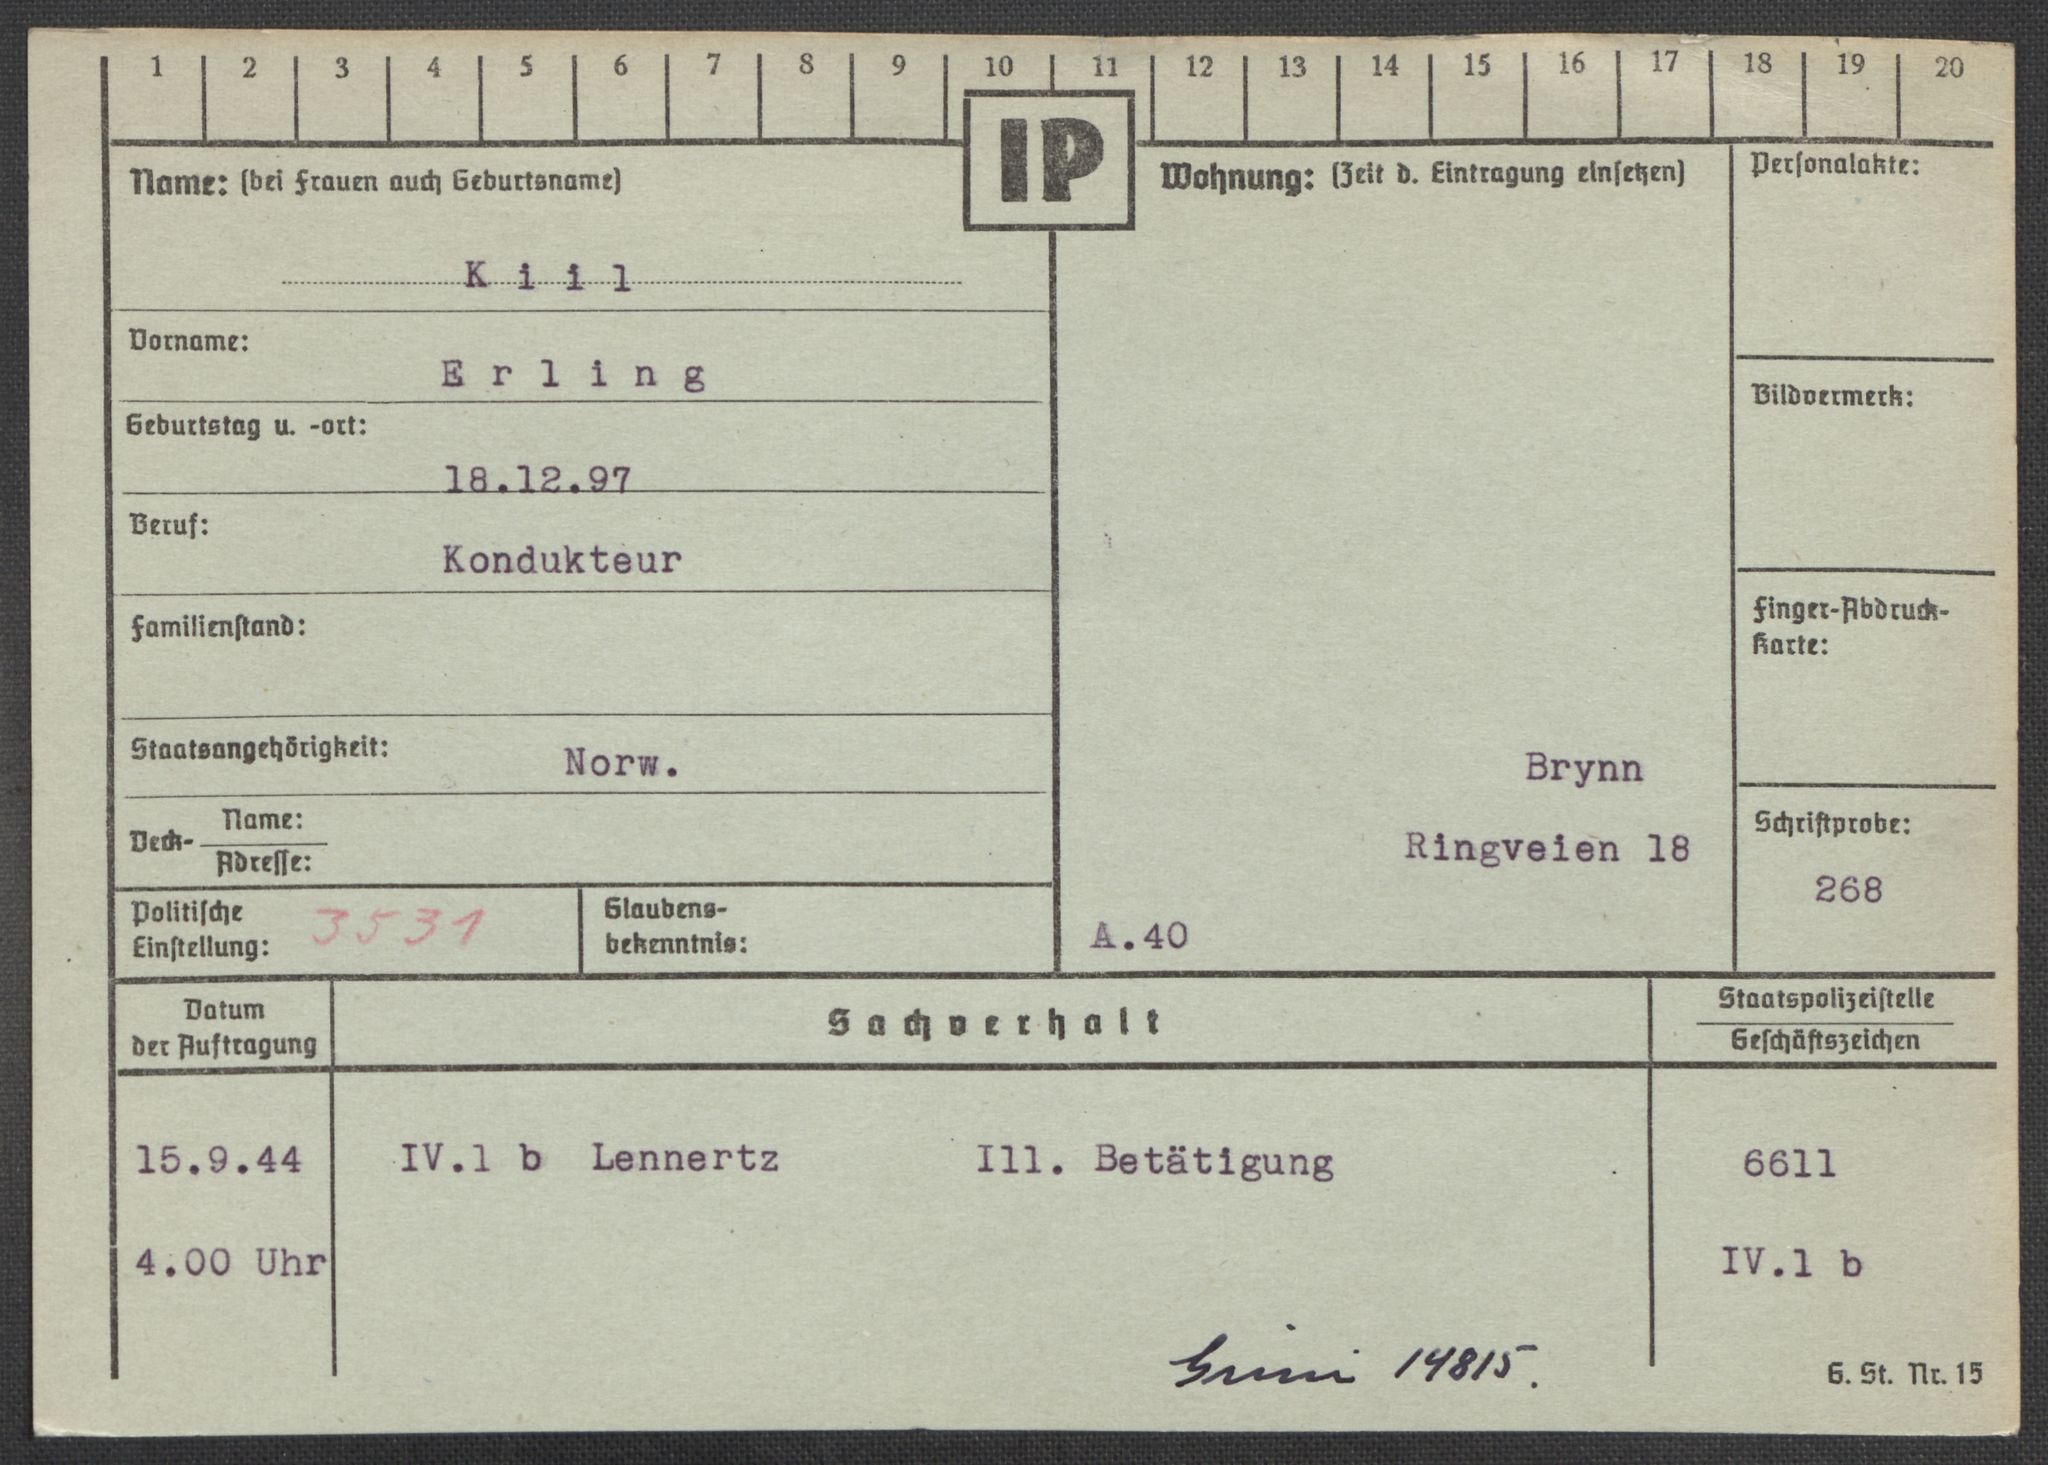 1 2 3 4 5 6 7 8 9 10 11 12 13 14 15 16 17 18 19 20
IP
Name: (bei Frauen auch Geburtsname)
Kiil
Vorname:
Erling
Geburtstag u. -ort:
18.12.97
Beruf:
Kondukteur
Familienstand:
Staatsangehörigkeit: Norw.
Deck-
Name:
Adresse:
Politische
Einstellung: 3531
Glaubens-
bekenntnis:
Wohnung: (Zeit d. Eintragung einsetzen)
Brynn
Ringveien 18
A.40
Personalakte:
Bildvermerk:
Finger-Abdruck-
Karte:
Schriftprobe:
268
Datum
der Auftragung
Sachverhalt
Staatspolizeistelle
Geschäftszeichen
15.9.44 IV.1 b Lennertz Ill. Betätigung 6611
4.00 Uhr IV.1 b
Grini 14815.
G. St. Nr. 15